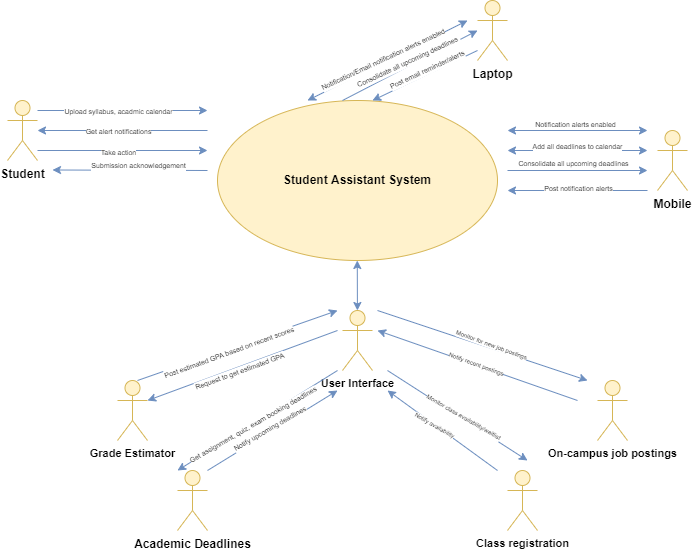 Notification/Email notification alerts enabled
Consolidate all upcoming deadlines
Post email reminder/alerts
Laptop
Upload syllabus, acadmic calendar
Get alert notifications
Take action
Submission acknowledgement
Student
Student Assistant System
Notification alerts enabled
Add all deadlines to calendar
Consolidate all upcoming deadlines
Post notification alerts
Mobile
Post estimated GPA based on recent scores
Request to get estimated GPA
User Interface
Monitor for new job postings
Notify recent postings
Grade Estimator
On-campus job postings
Get assignment, quiz, exam booking deadlines
Notify upcoming deadlines
Monitor class availability/waitlist
Notify availability
Academic Deadlines
Class registration